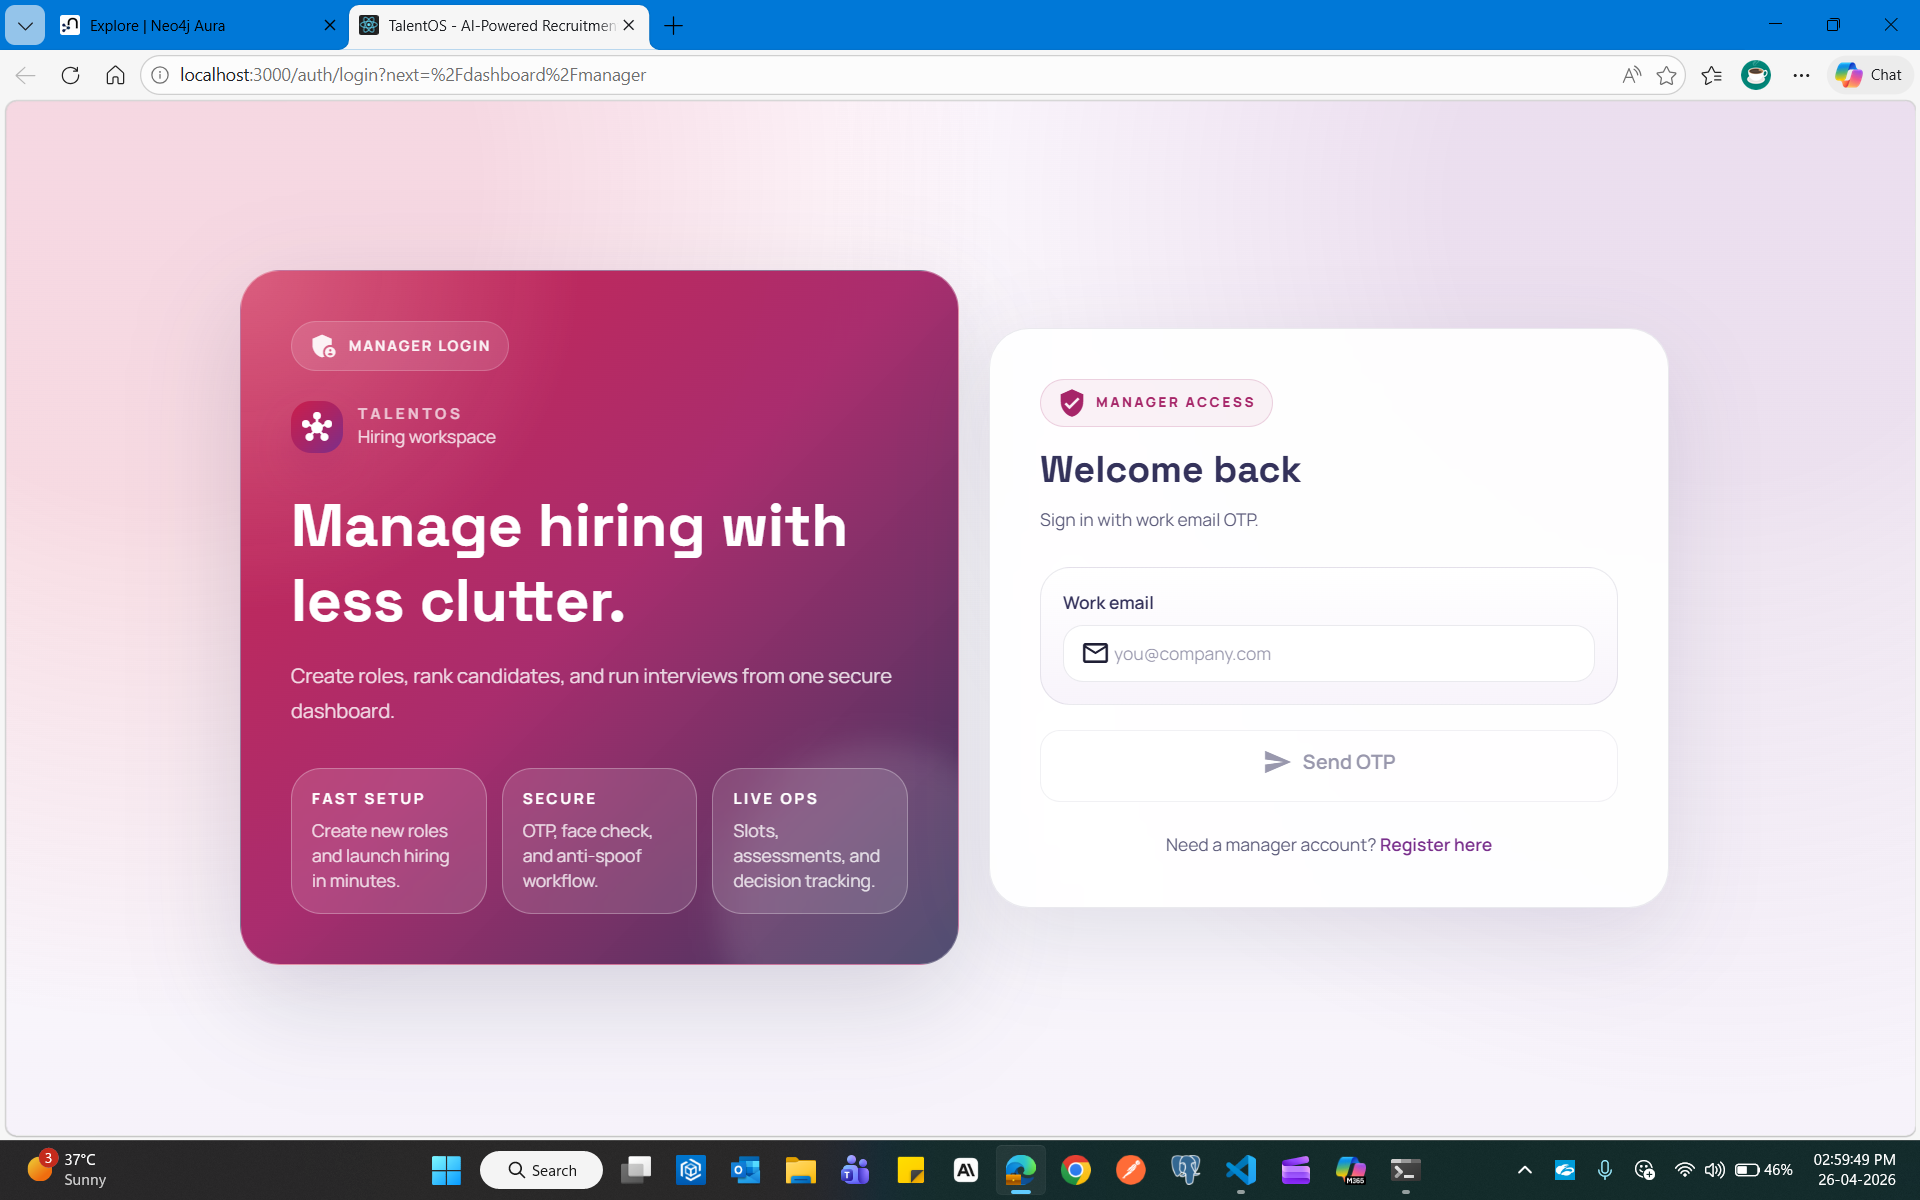 Explore | Neo4j Aura
TalentOS - AI-Powered Recruitmen
localhost:3000/auth/login?next=%2Fdashboard%2Fmanager
Chat
MANAGER LOGIN
TALENTOS
Hiring workspace
Manage hiring with
less clutter.
Create roles, rank candidates, and run interviews from one secure
dashboard.
FAST SETUP
Create new roles
and launch hiring
in minutes.
SECURE
OTP, face check,
and anti-spoof
workflow.
LIVE OPS
Slots,
assessments, and
decision tracking.
MANAGER ACCESS
Welcome back
Sign in with work email OTP.
Work email
you@company.com
Send OTP
Need a manager account? Register here
3
37°C
Sunny
Search
M365
46%
02:59:49 PM
26-04-2026